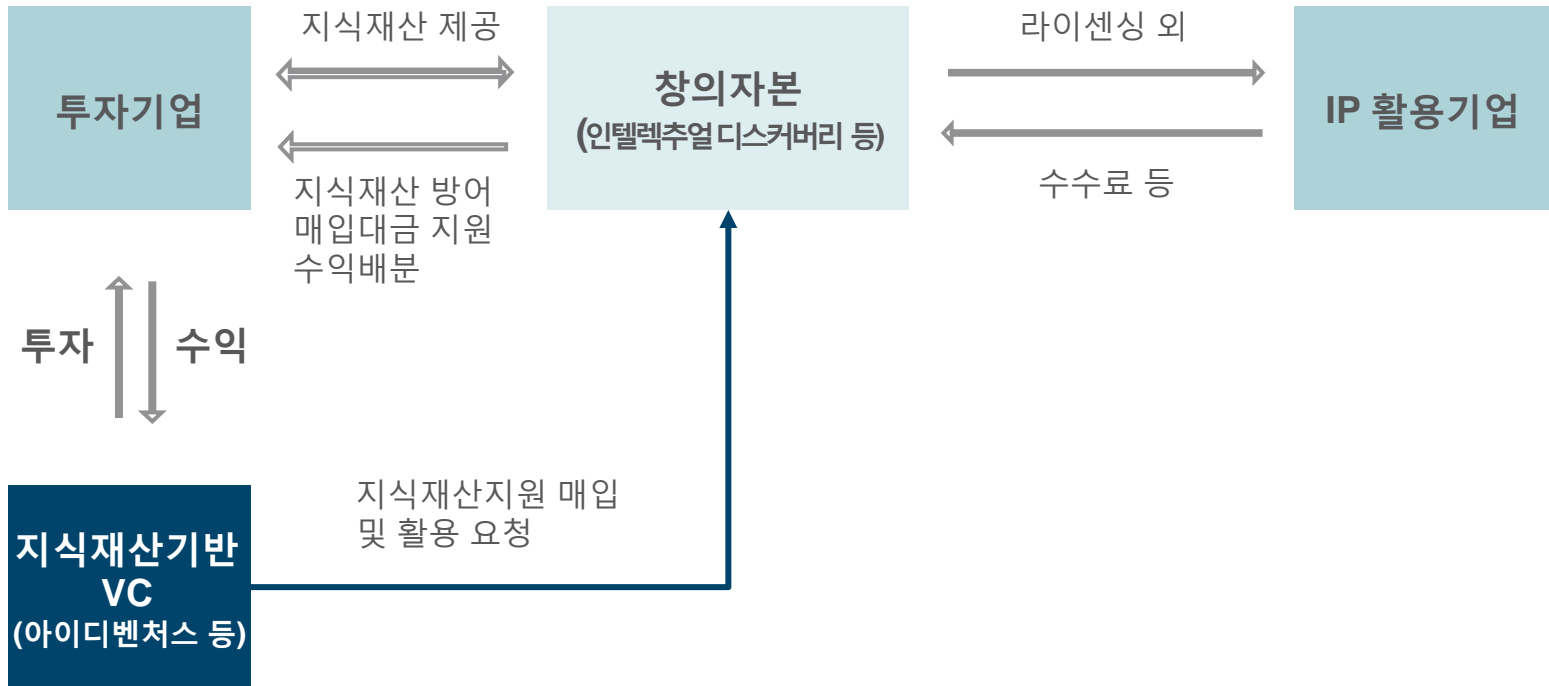 지식재산 제공
라이센싱 외
투자기업
창의자본
(인텔렉추얼 디스커버리 등)
IP 활용기업
지식재산 방어
매입대금 지원
수익배분
수수료 등
투자
수익
지식재산지원 매입
및 활용 요청
지식재산기반
VC
(아이디벤처스 등)